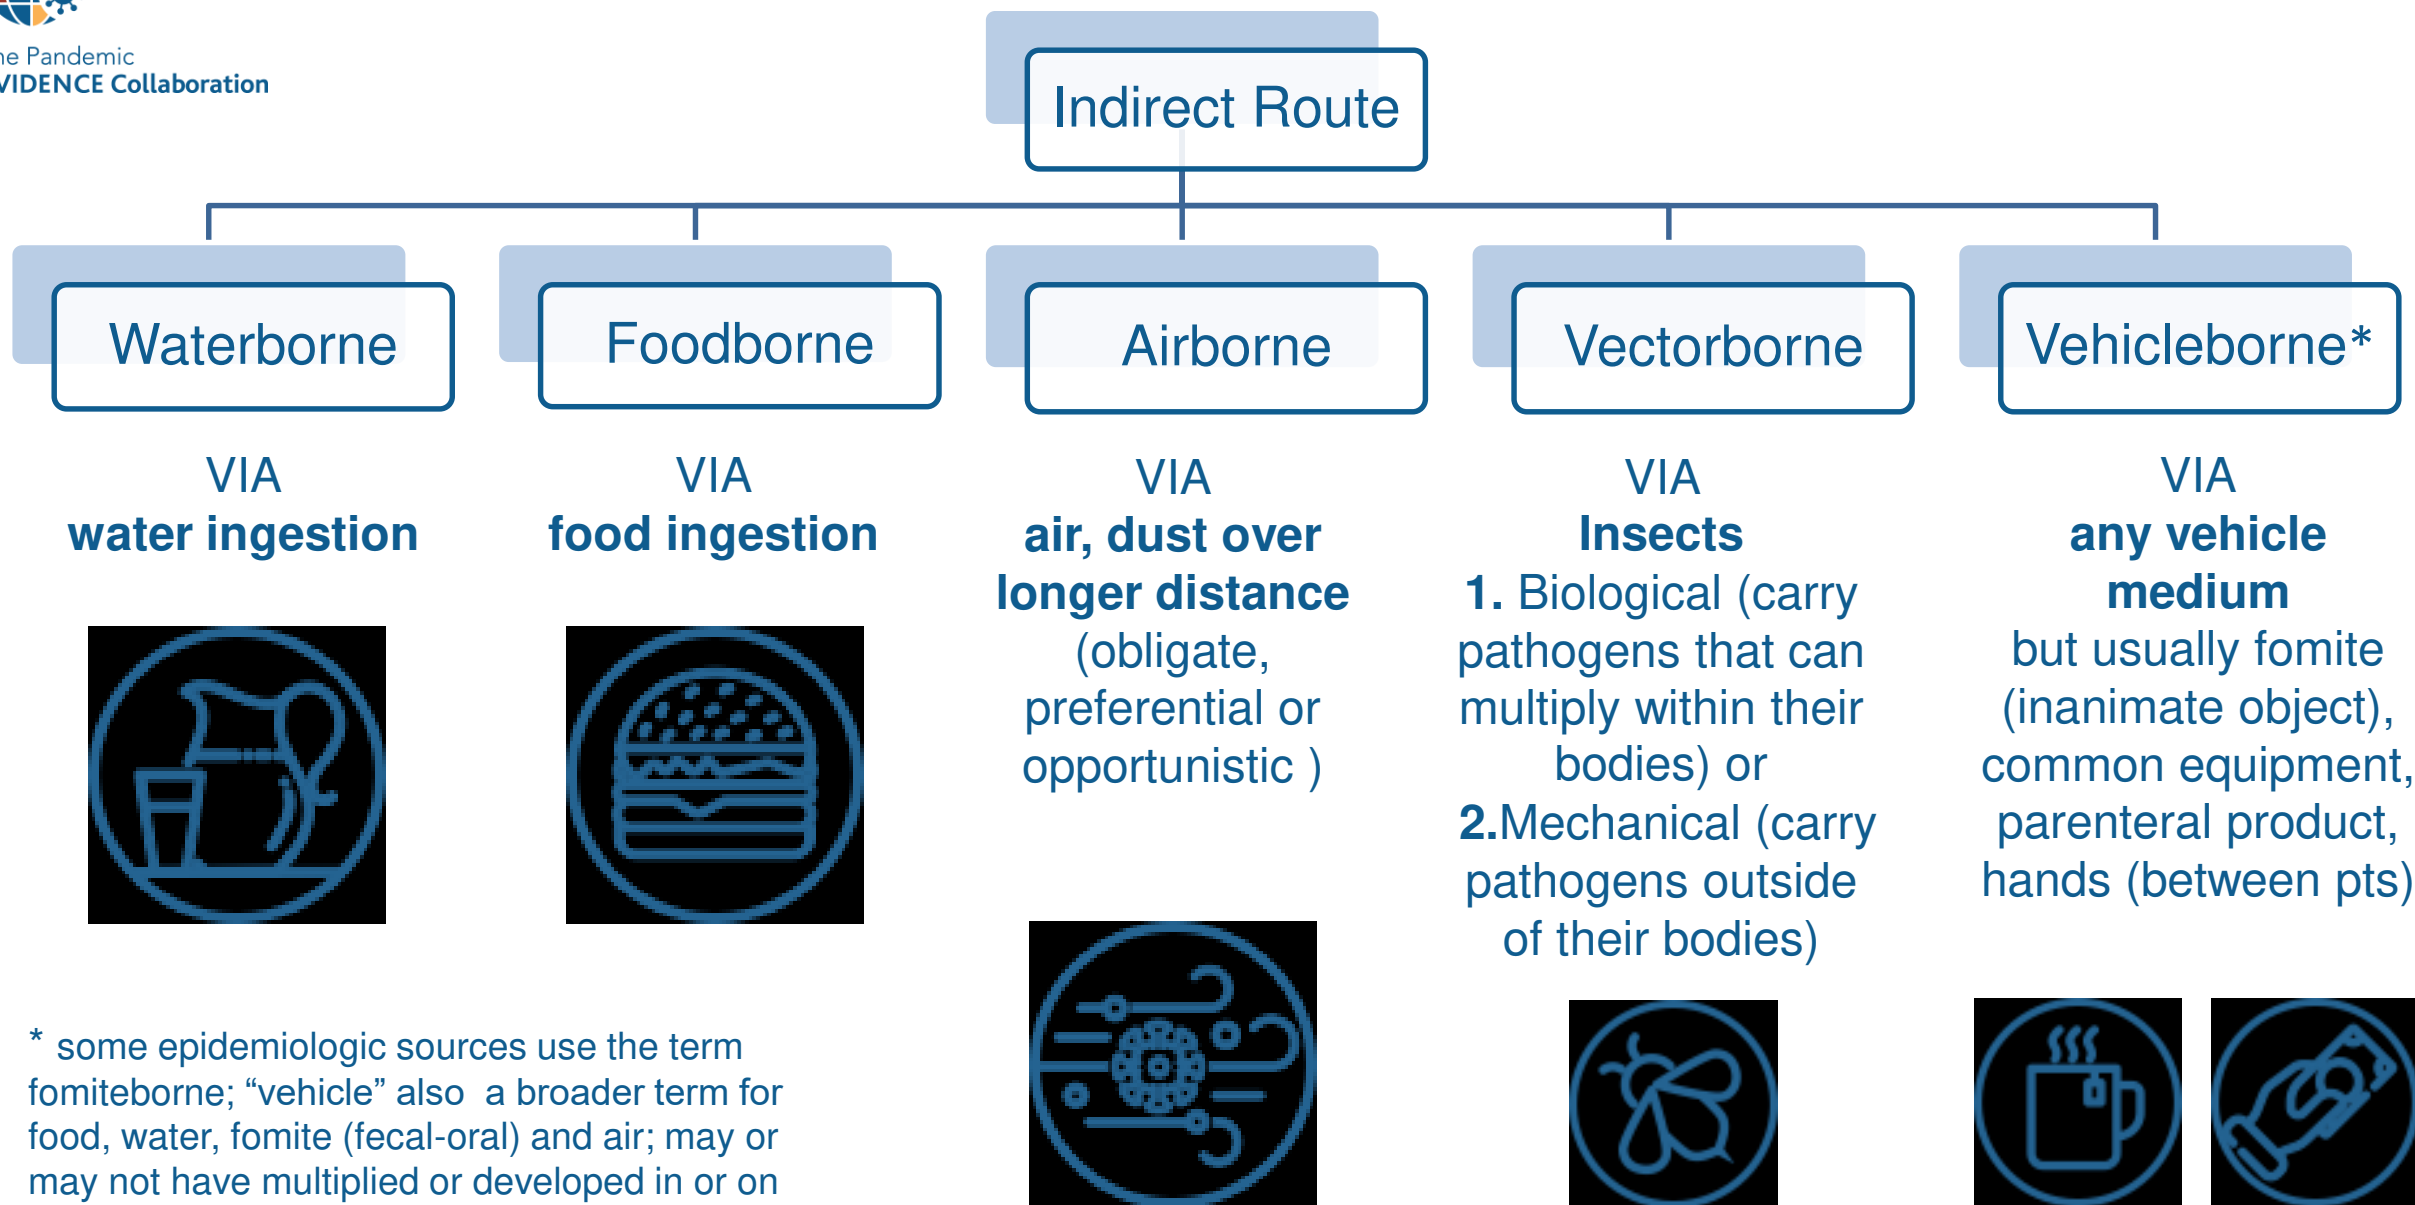 ne Pandemic
VIDENCE Collaboration
Indirect Route
Waterborne
Foodborne
Airborne
Vectorborne
Vehicleborne*
VIA
water ingestion
VIA
food ingestion
VIA
air, dust over
longer distance
(obligate,
preferential or
opportunistic )
VIA
Insects
1. Biological (carry
pathogens that can
multiply within their
bodies) or
2.Mechanical (carry
pathogens outside
of their bodies)
VIA
any vehicle
medium
but usually fomite
(inanimate object),
common equipment,
parenteral product,
hands (between pts)
* some epidemiologic sources use the term
fomiteborne; “vehicle” also  a broader term for
food, water, fomite (fecal-oral) and air; may or
may not have multiplied or developed in or on